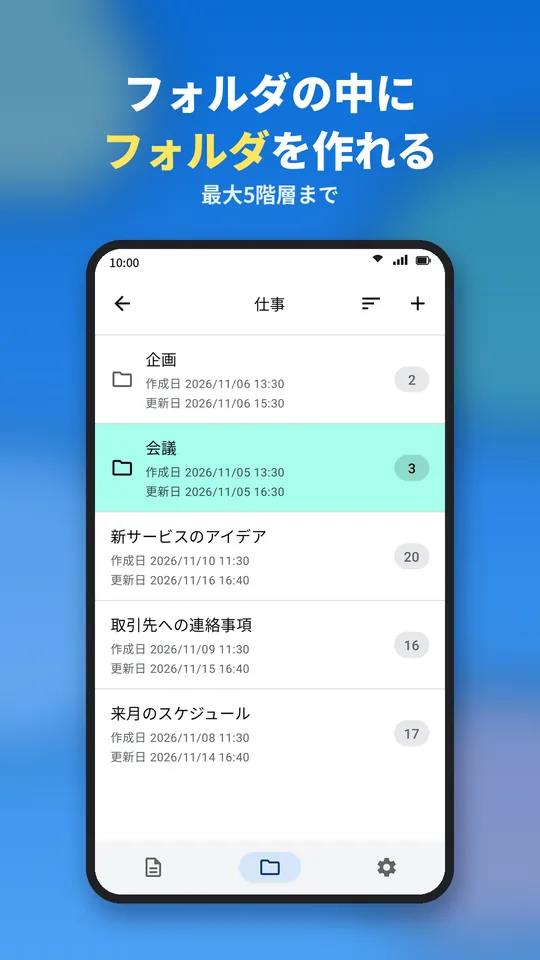 フォルダの中に
フォルダを作れる
最大5階層まで
10:00
仕事
企画
作成日 2026/11/06 13:30
更新日 2026/11/06 15:30
2
会議
作成日 2026/11/05 13:30
更新日 2026/11/05 16:30
3
新サービスのアイデア
作成日 2026/11/10 11:30
更新日 2026/11/16 16:40
20
取引先への連絡事項
作成日 2026/11/09 11:30
更新日 2026/11/15 16:40
16
来月のスケジュール
作成日 2026/11/08 11:30
更新日 2026/11/14 16:40
17